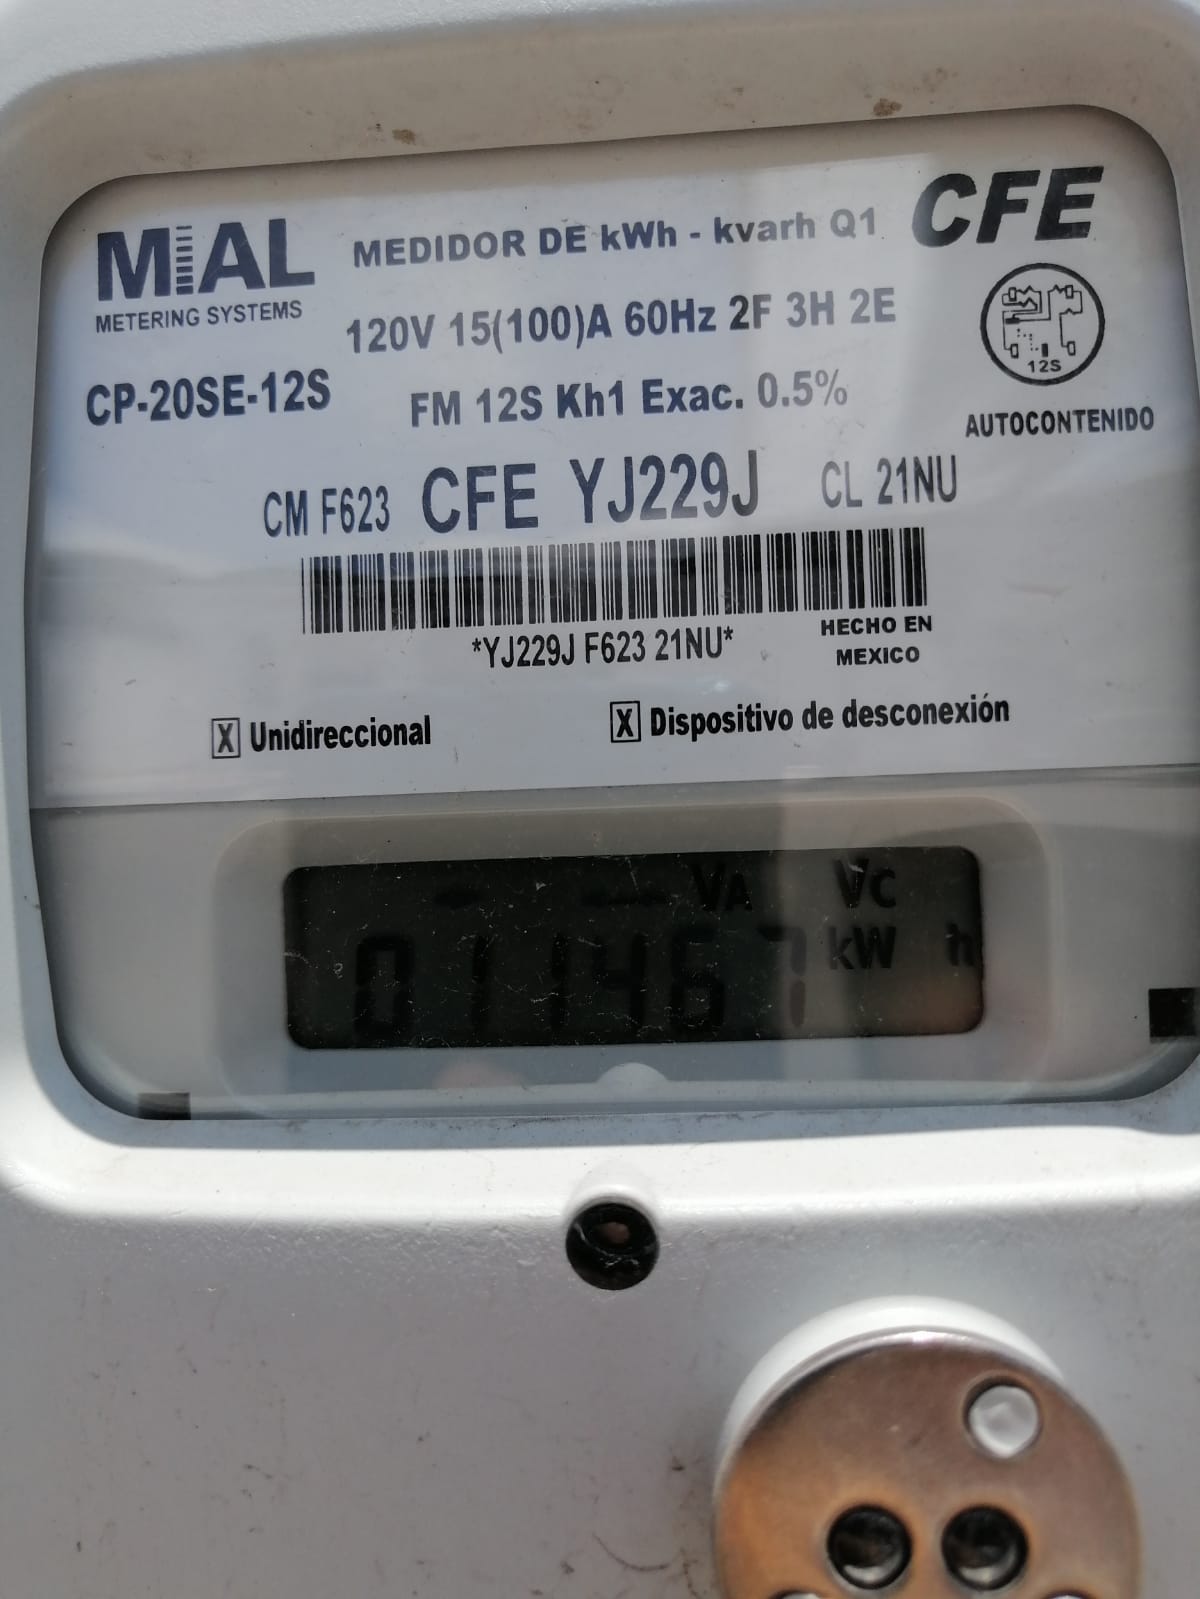 MIAL
METERING SYSTEMS
MEDIDOR DE kWh - kvarh Q1
CFE
120V 15(100)A 60Hz 2F 3H 2E
12S
CP-20SE-12S
FM 12S Kh1 Exac. 0.5%
AUTOCONTENIDO
CM F623 CFE YJ229J CL 21NU
*YJ229J F623 21NU*
HECHO EN
MEXICO
X Unidireccional
X Dispositivo de desconexión
VA VC
011467 kW h